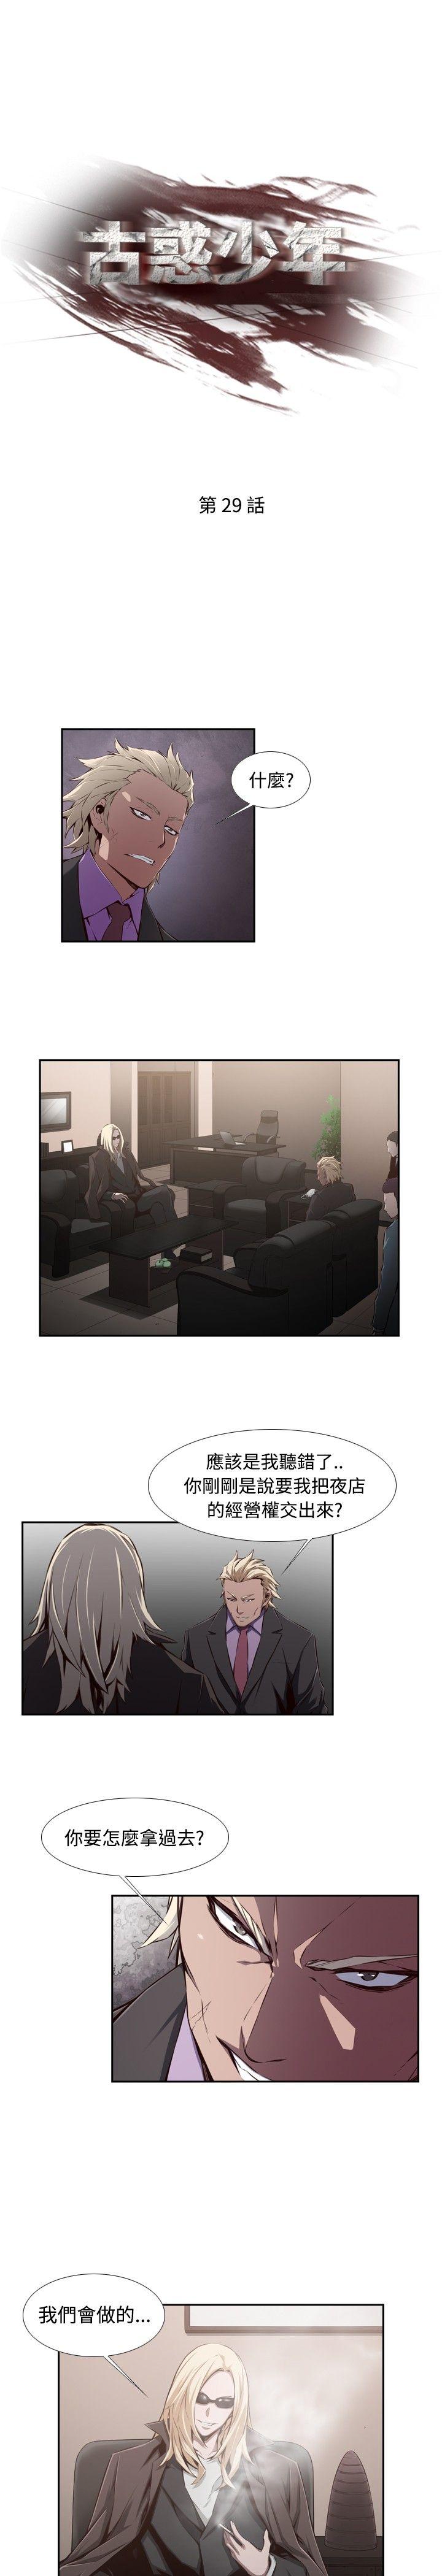 古惑少年
第 29 話
什麼?
應該是我聽錯了..
你剛剛是說要我把夜店
的經營權交出來?
你要怎麼拿過去?
我們會做的...